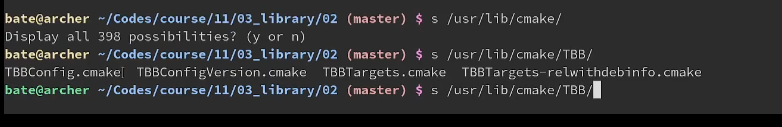 bate@archer ~/Codes/course/11/03_library/02 (master) $ s /usr/lib/cmake/
Display all 398 possibilities? (y or n)
bate@archer ~/Codes/course/11/03_library/02 (master) $ s /usr/lib/cmake/TBB/
TBBConfig.cmake  TBBConfigVersion.cmake  TBBTargets.cmake  TBBTargets-relwithdebinfo.cmake
bate@archer ~/Codes/course/11/03_library/02 (master) $ s /usr/lib/cmake/TBB/